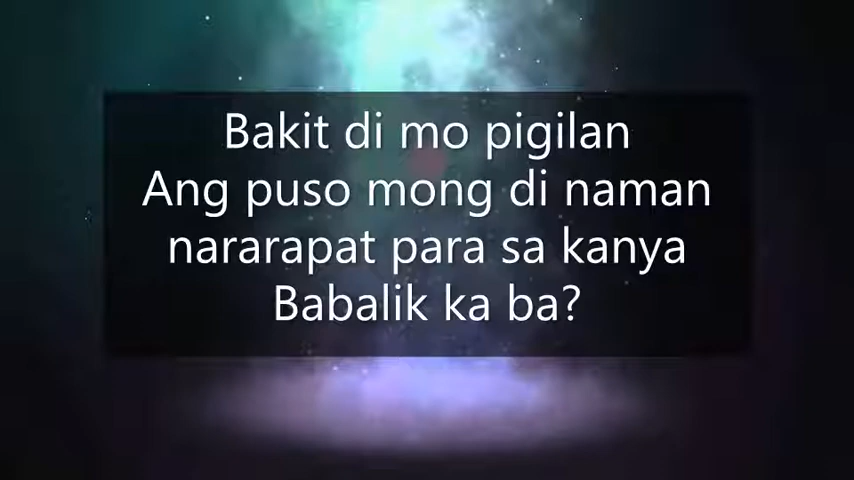 Bakit di mo pigilan
Ang puso mong di naman
nararapat para sa kanya
Babalik ka ba?